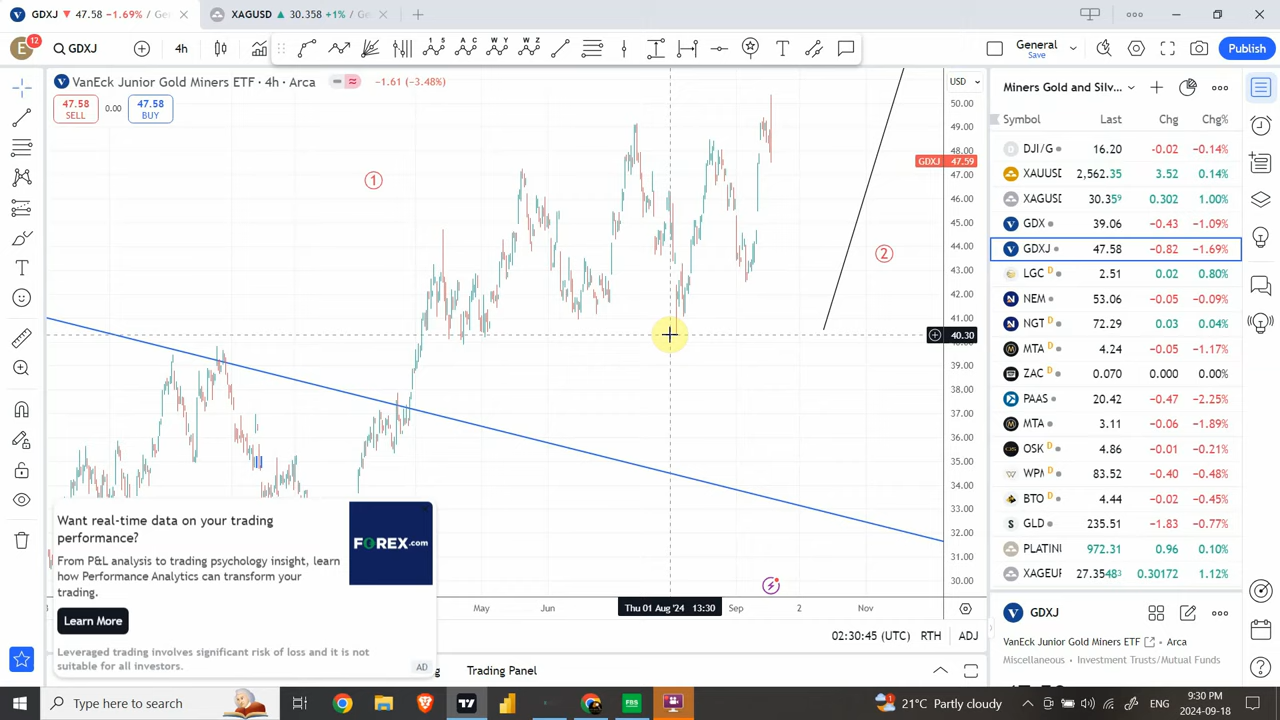 GDXJ ▼ 47.58 −1.69% / Ge
XAGUSD ▲ 30.358 +1% / C
E
12
GDXJ
4h
General
Save
Publish
VanEck Junior Gold Miners ETF · 4h · Arca
−1.61 (−3.48%)
47.58
SELL
0.00
47.58
BUY
USD
50.00
49.00
48.00
GDXJ
47.59
47.00
46.00
45.00
44.00
43.00
42.00
41.00
40.30
39.00
38.00
37.00
36.00
35.00
34.00
33.00
32.00
31.00
30.00
1
2
Want real-time data on your trading
performance?
From P&L analysis to trading psychology insight, learn
how Performance Analytics can transform your
trading.
Learn More
Leveraged trading involves significant risk of loss and it is not
suitable for all investors.
AD
FOREX.com
May
Jun
Thu 01 Aug '24 13:30
Sep
2
Nov
02:30:45 (UTC)
RTH
ADJ
Trading Panel
Miners Gold and Silv...
Symbol
Last
Chg
Chg%
DJI/G 16.20 −0.02 −0.14%
XAUUSD 2,562.35 3.52 0.14%
XAGUSD 30.359 0.302 1.00%
GDX 39.06 −0.43 −1.09%
GDXJ 47.58 −0.82 −1.69%
LGC D 2.51 0.02 0.80%
NEM 53.06 −0.05 −0.09%
NGT 72.29 0.03 0.04%
MTA D 4.24 −0.05 −1.17%
ZAC D 0.070 0.000 0.00%
PAAS 20.42 −0.47 −2.25%
MTA 3.11 −0.06 −1.89%
OSK 4.86 −0.01 −0.21%
WPM 83.52 −0.40 −0.48%
BTO 4.44 −0.02 −0.45%
GLD 235.51 −1.83 −0.77%
PLATIN 972.31 0.96 0.10%
XAGEUR 27.35483 0.30172 1.12%
GDXJ
VanEck Junior Gold Miners ETF
Arca
Miscellaneous · Investment Trusts/Mutual Funds
Type here to search
FBS
1
21°C Partly cloudy
ENG
9:30 PM
2024-09-18